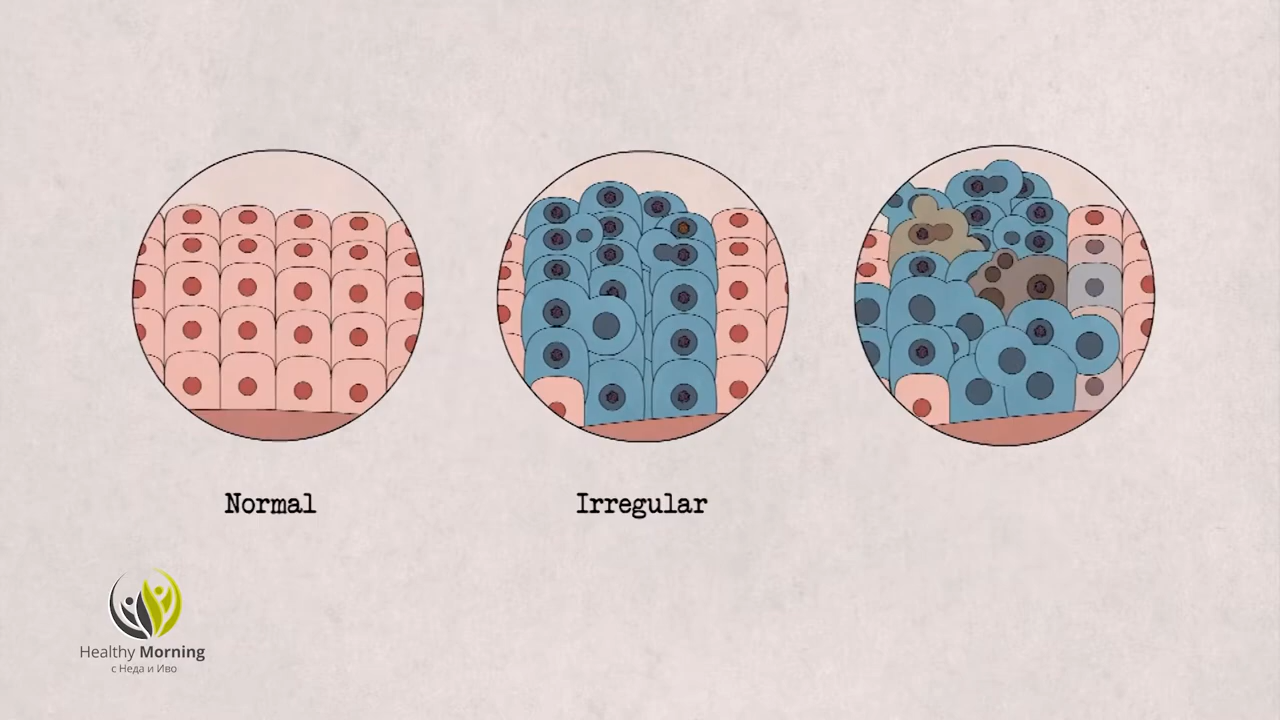 Normal
Irregular
Healthy Morning
с Неда и Иво